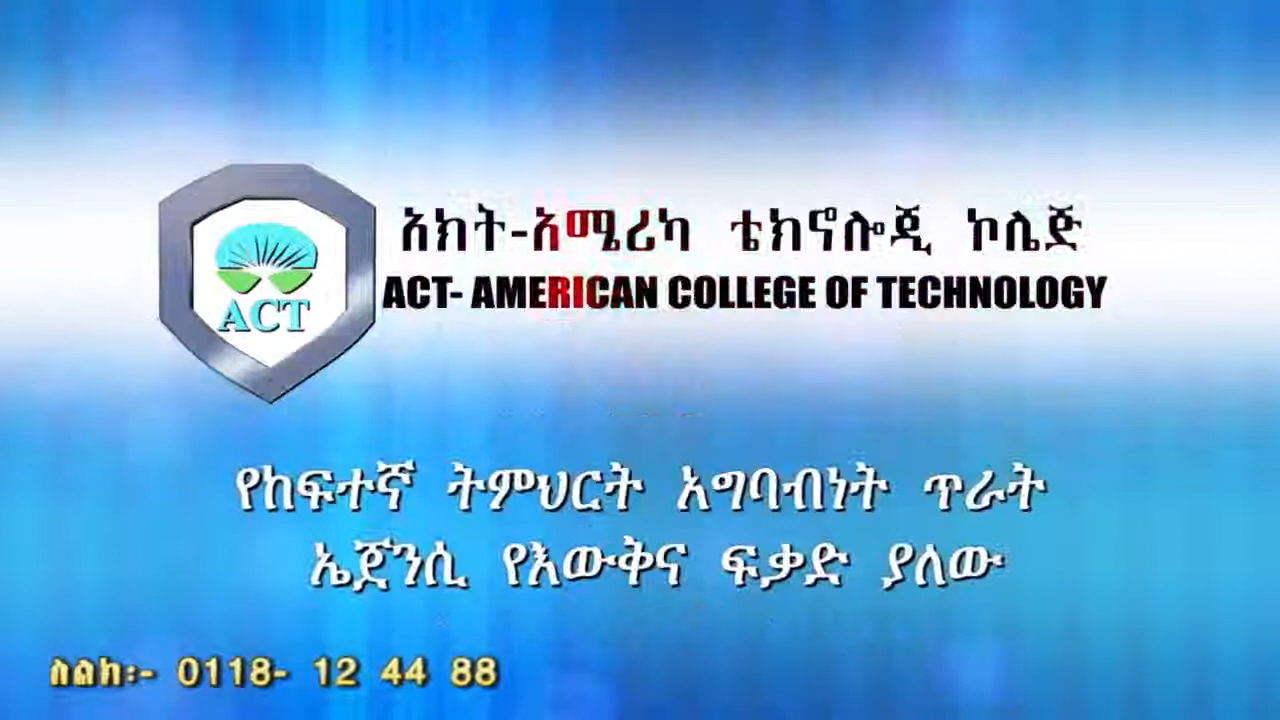 ACT
አክት-አሜሪካ ቴክኖሎጂ ኮሌጅ
ACT- AMERICAN COLLEGE OF TECHNOLOGY
የከፍተኛ ትምህርት አግባብነት ጥራት
ኤጀንሲ የእውቅና ፍቃድ ያለው
ስልክ፡- 0118- 12 44 88